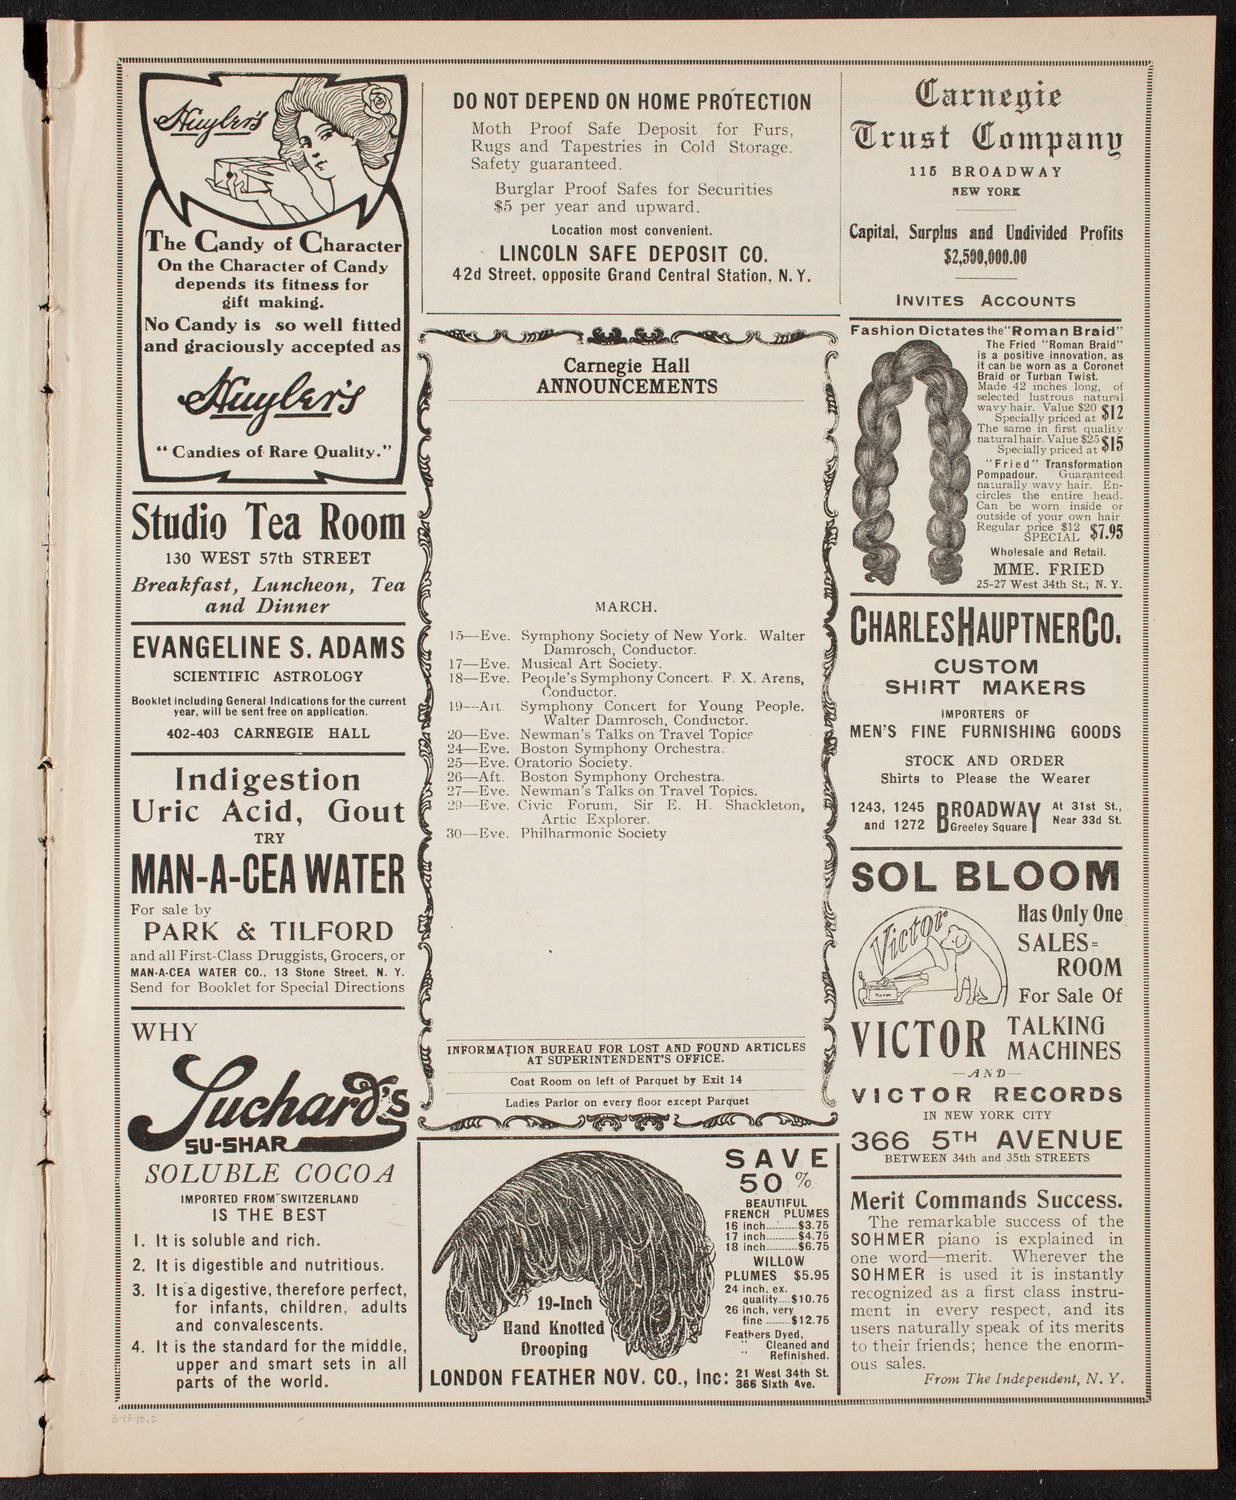 Huyler's
The Candy of Character
On the Character of Candy
depends its fitness for
gift making.
No Candy is so well fitted
and graciously accepted as
Huyler's
"Candies of Rare Quality."
Studio Tea Room
130 WEST 57th STREET
Breakfast, Luncheon, Tea
and Dinner
EVANGELINE S. ADAMS
SCIENTIFIC ASTROLOGY
Booklet including General Indications for the current
year, will be sent free on application.
402-403 CARNEGIE HALL
Indigestion
Uric Acid, Gout
TRY
MAN-A-CEA WATER
For sale by
PARK & TILFORD
and all First-Class Druggists, Grocers, or
MAN-A-CEA WATER CO., 13 Stone Street, N. Y.
Send for Booklet for Special Directions
WHY
Suchard's
SU-SHAR
SOLUBLE COCOA
IMPORTED FROM SWITZERLAND
IS THE BEST
1. It is soluble and rich.
2. It is digestible and nutritious.
3. It is a digestive, therefore perfect,
for infants, children, adults
and convalescents.
4. It is the standard for the middle,
upper and smart sets in all
parts of the world.
DO NOT DEPEND ON HOME PROTECTION
Moth Proof Safe Deposit for Furs,
Rugs and Tapestries in Cold Storage.
Safety guaranteed.
Burglar Proof Safes for Securities
$5 per year and upward.
Location most convenient.
LINCOLN SAFE DEPOSIT CO.
42d Street, opposite Grand Central Station, N. Y.
Carnegie Hall
ANNOUNCEMENTS
MARCH.
15—Eve. Symphony Society of New York. Walter
Damrosch, Conductor.
17—Eve. Musical Art Society.
18—Eve. People's Symphony Concert. F. X. Arens,
Conductor.
19—Art. Symphony Concert for Young People.
Walter Damrosch, Conductor.
20—Eve. Newman's Talks on Travel Topics
24—Eve. Boston Symphony Orchestra.
25—Eve. Oratorio Society.
26—Aft. Boston Symphony Orchestra.
27—Eve. Newman's Talks on Travel Topics.
29—Eve. Civic Forum, Sir E. H. Shackleton,
Artic Explorer.
30—Eve. Philharmonic Society
INFORMATION BUREAU FOR LOST AND FOUND ARTICLES
AT SUPERINTENDENT'S OFFICE.
Coat Room on left of Parquet by Exit 14
Ladies Parlor on every floor except Parquet
SAVE
50 %
BEAUTIFUL
FRENCH PLUMES
16 inch..........$3.75
17 inch..........$4.75
18 inch..........$6.75
WILLOW
PLUMES $5.95
24 inch, ex.
quality....$10.75
26 inch, very
fine .......$12.75
Feathers Dyed,
" Cleaned and
" Refinished.
19-Inch
Hand Knotted
Drooping
LONDON FEATHER NOV. CO., Inc: 21 West 34th St.
366 Sixth Ave.
Carnegie
Trust Company
115 BROADWAY
NEW YORK
Capital, Surplus and Undivided Profits
$2,500,000.00
INVITES ACCOUNTS
Fashion Dictates the "Roman Braid"
The Fried "Roman Braid"
is a positive innovation, as
it can be worn as a Coronet
Braid or Turban Twist.
Made 42 inches long, of
selected lustrous natural
wavy hair. Value $20
Specially priced at $12
The same in first quality
natural hair. Value $25
Specially priced at $15
"Fried" Transformation
Pompadour. Guaranteed
naturally wavy hair. En-
circles the entire head.
Can be worn inside or
outside of your own hair
Regular price $12
SPECIAL $7.95
Wholesale and Retail.
MME. FRIED
25-27 West 34th St., N. Y.
CHARLES HAUPTNER CO.
CUSTOM
SHIRT MAKERS
IMPORTERS OF
MEN'S FINE FURNISHING GOODS
STOCK AND ORDER
Shirts to Please the Wearer
1243, 1245 and 1272 BROADWAY Greeley Square At 31st St., Near 33d St.
SOL BLOOM
Victor
Has Only One
SALES=
ROOM
For Sale Of
VICTOR TALKING
MACHINES
—AND—
VICTOR RECORDS
IN NEW YORK CITY
366 5TH AVENUE
BETWEEN 34th and 35th STREETS
Merit Commands Success.
The remarkable success of the
SOHMER piano is explained in
one word—merit. Wherever the
SOHMER is used it is instantly
recognized as a first class instru-
ment in every respect, and its
users naturally speak of its merits
to their friends; hence the enorm-
ous sales.
From The Independent, N. Y.
3-13-10.2